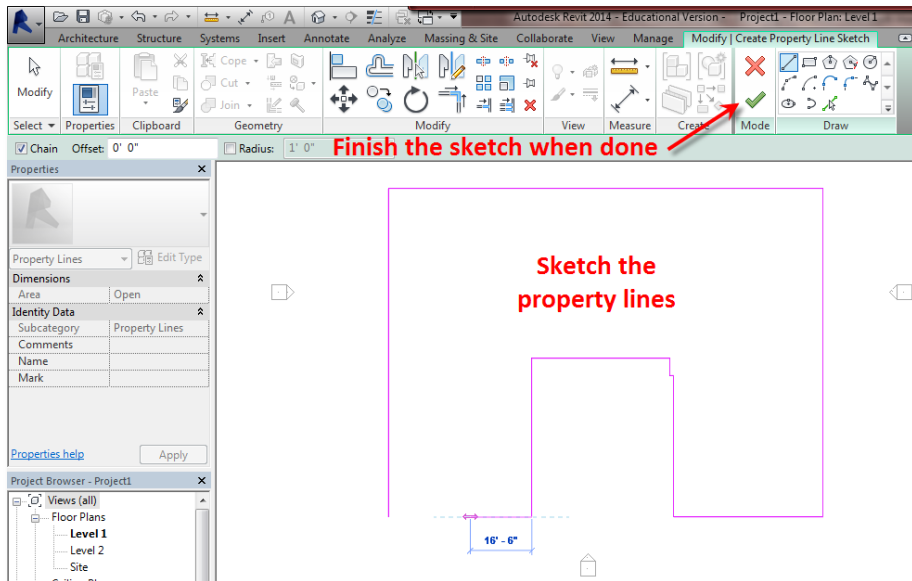 Autodesk Revit 2014 - Educational Version - Project1 - Floor Plan: Level 1
Architecture Structure Systems Insert Annotate Analyze Massing & Site Collaborate View Manage Modify | Create Property Line Sketch
Modify
Paste
Cope
Cut
Join
Select Properties Clipboard Geometry Modify View Measure Create Mode Draw
Chain Offset: 0' 0" Radius: 1' 0" Finish the sketch when done
Properties
Property Lines Edit Type
Dimensions
Area Open
Identity Data
Subcategory Property Lines
Comments
Name
Mark
Properties help Apply
Project Browser - Project1
Views (all)
Floor Plans
Level 1
Level 2
Site
Sketch the
property lines
16' - 6"